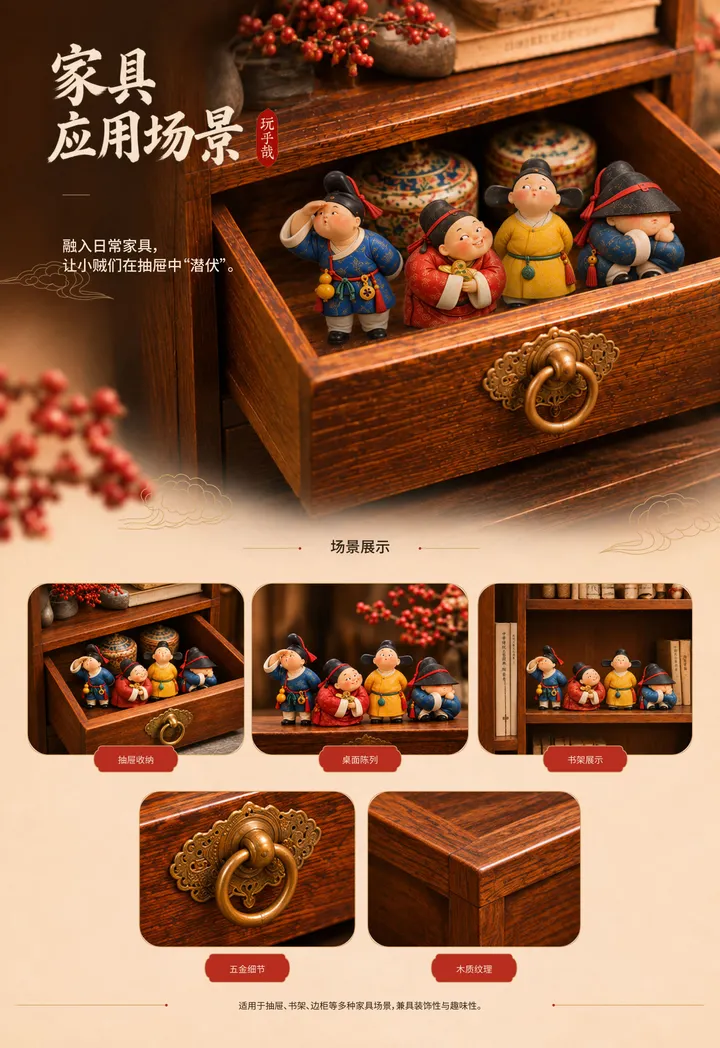 家具
应用场景
玩乎哉
融入日常家具，
让小贼们在抽屉中“潜伏”。
场景展示
抽屉收纳
桌面陈列
书架展示
五金细节
木质纹理
适用于抽屉、书架、边柜等多种家具场景，兼具装饰性与趣味性。